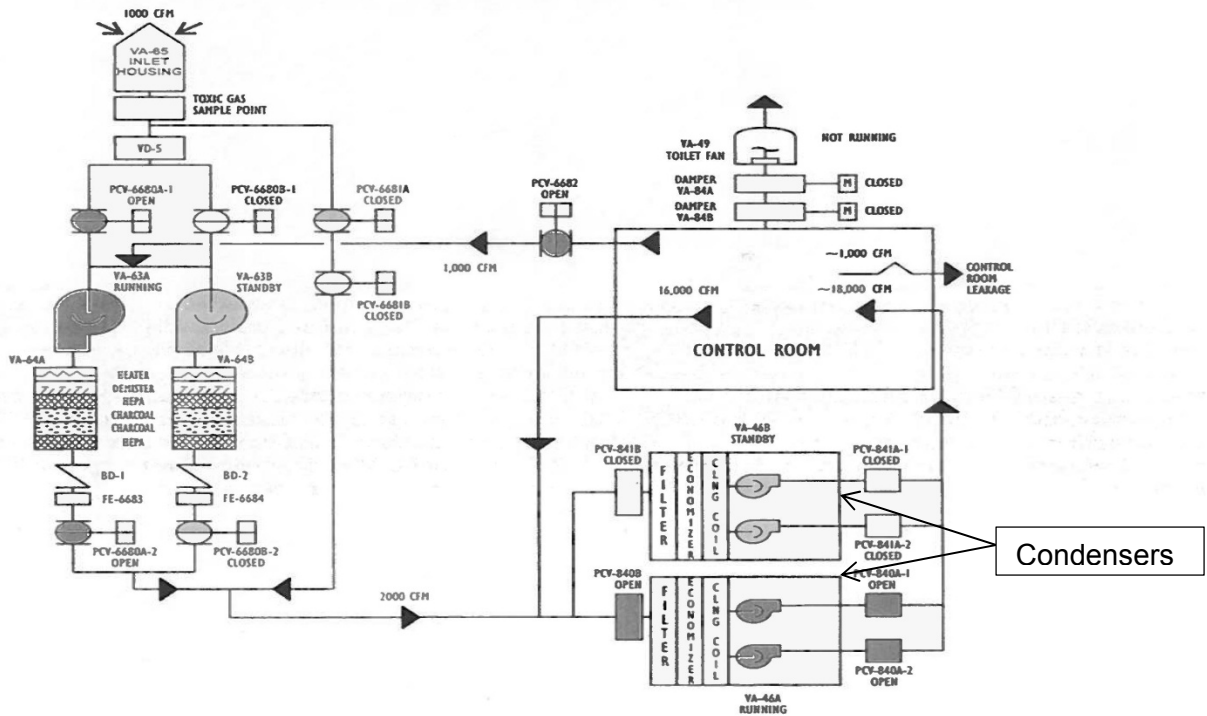 1000 CFM
VA-65
INLET
HOUSING
TOXIC GAS
SAMPLE POINT
VD-5
PCV-6680A-1
OPEN
PCV-6680B-1
CLOSED
PCV-6681A
CLOSED
PCV-6682
OPEN
VA-49
TOILET FAN
NOT RUNNING
DAMPER
VA-84A
M
CLOSED
DAMPER
VA-84B
M
CLOSED
1,000 CFM
VA-63A
RUNNING
VA-63B
STANDBY
PCV-6681B
CLOSED
~1,000 CFM
CONTROL
ROOM
LEAKAGE
16,000 CFM
~18,000 CFM
CONTROL ROOM
VA-64A
VA-64B
HEATER
DEMISTER
HEPA
CHARCOAL
CHARCOAL
HEPA
BD-1
BD-2
FE-6683
FE-6684
PCV-6680A-2
OPEN
PCV-6680B-2
CLOSED
2000 CFM
VA-46B
STANDBY
PCV-841B
CLOSED
FILTER
ECONOMIZER
CLNG COIL
PCV-841A-1
CLOSED
PCV-841A-2
CLOSED
Condensers
PCV-840B
OPEN
FILTER
ECONOMIZER
CLNG COIL
PCV-840A-1
OPEN
PCV-840A-2
OPEN
VA-46A
RUNNING